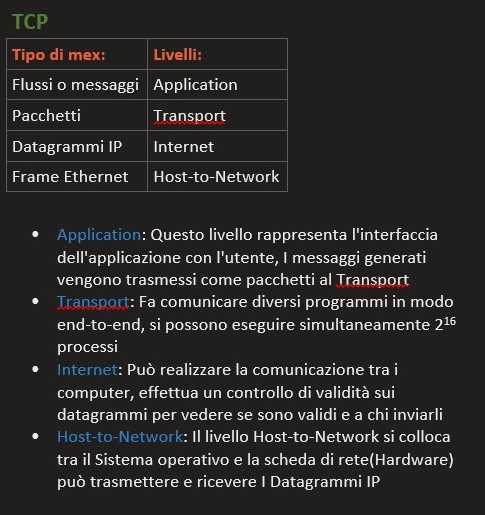 TCP
Tipo di mex: Livelli:
Flussi o messaggi Application
Pacchetti Transport
Datagrammi IP Internet
Frame Ethernet Host-to-Network
• Application: Questo livello rappresenta l'interfaccia
dell'applicazione con l'utente, I messaggi generati
vengono trasmessi come pacchetti al Transport
• Transport: Fa comunicare diversi programmi in modo
end-to-end, si possono eseguire simultaneamente 2¹⁶
processi
• Internet: Può realizzare la comunicazione tra i
computer, effettua un controllo di validità sui
datagrammi per vedere se sono validi e a chi inviarli
• Host-to-Network: Il livello Host-to-Network si colloca
tra il Sistema operativo e la scheda di rete(Hardware)
può trasmettere e ricevere I Datagrammi IP